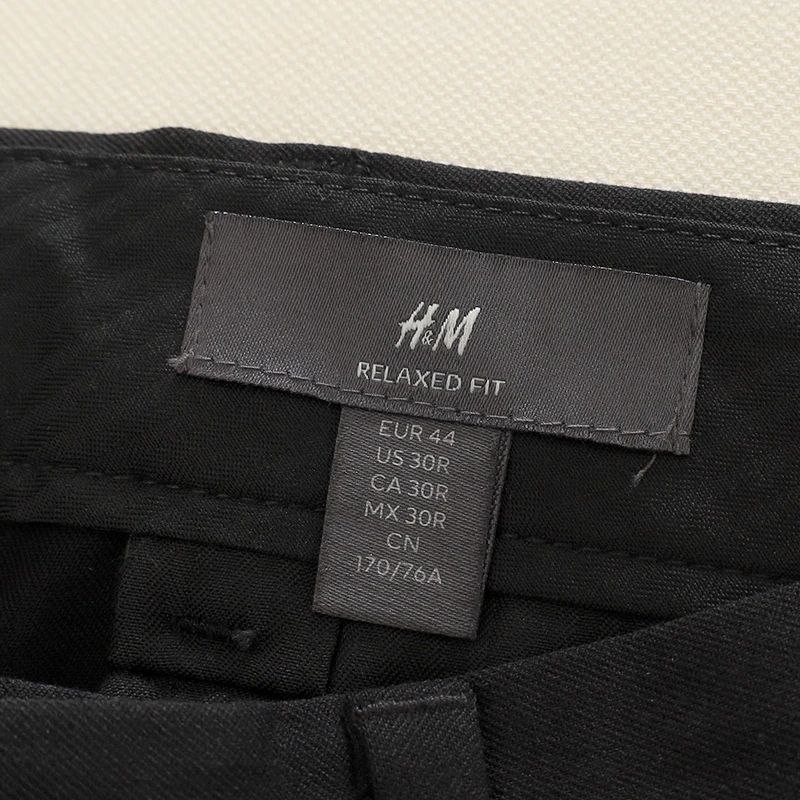 H&M
RELAXED FIT
EUR 44
US 30R
CA 30R
MX 30R
CN
170/76A